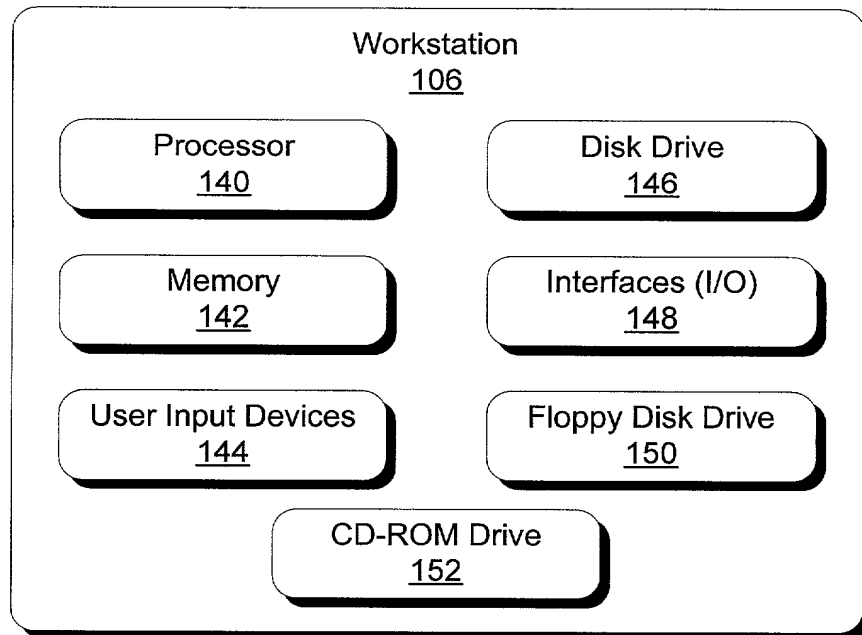 Workstation
106
Processor
140
Disk Drive
146
Memory
142
Interfaces (I/O)
148
User Input Devices
144
Floppy Disk Drive
150
CD-ROM Drive
152